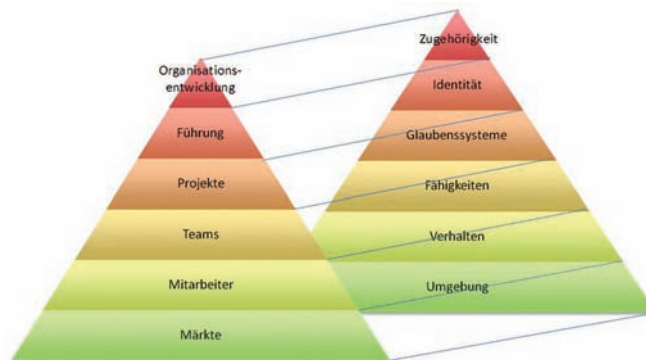 Organisations-
entwicklung
Führung
Projekte
Teams
Mitarbeiter
Märkte
Zugehörigkeit
Identität
Glaubenssysteme
Fähigkeiten
Verhalten
Umgebung